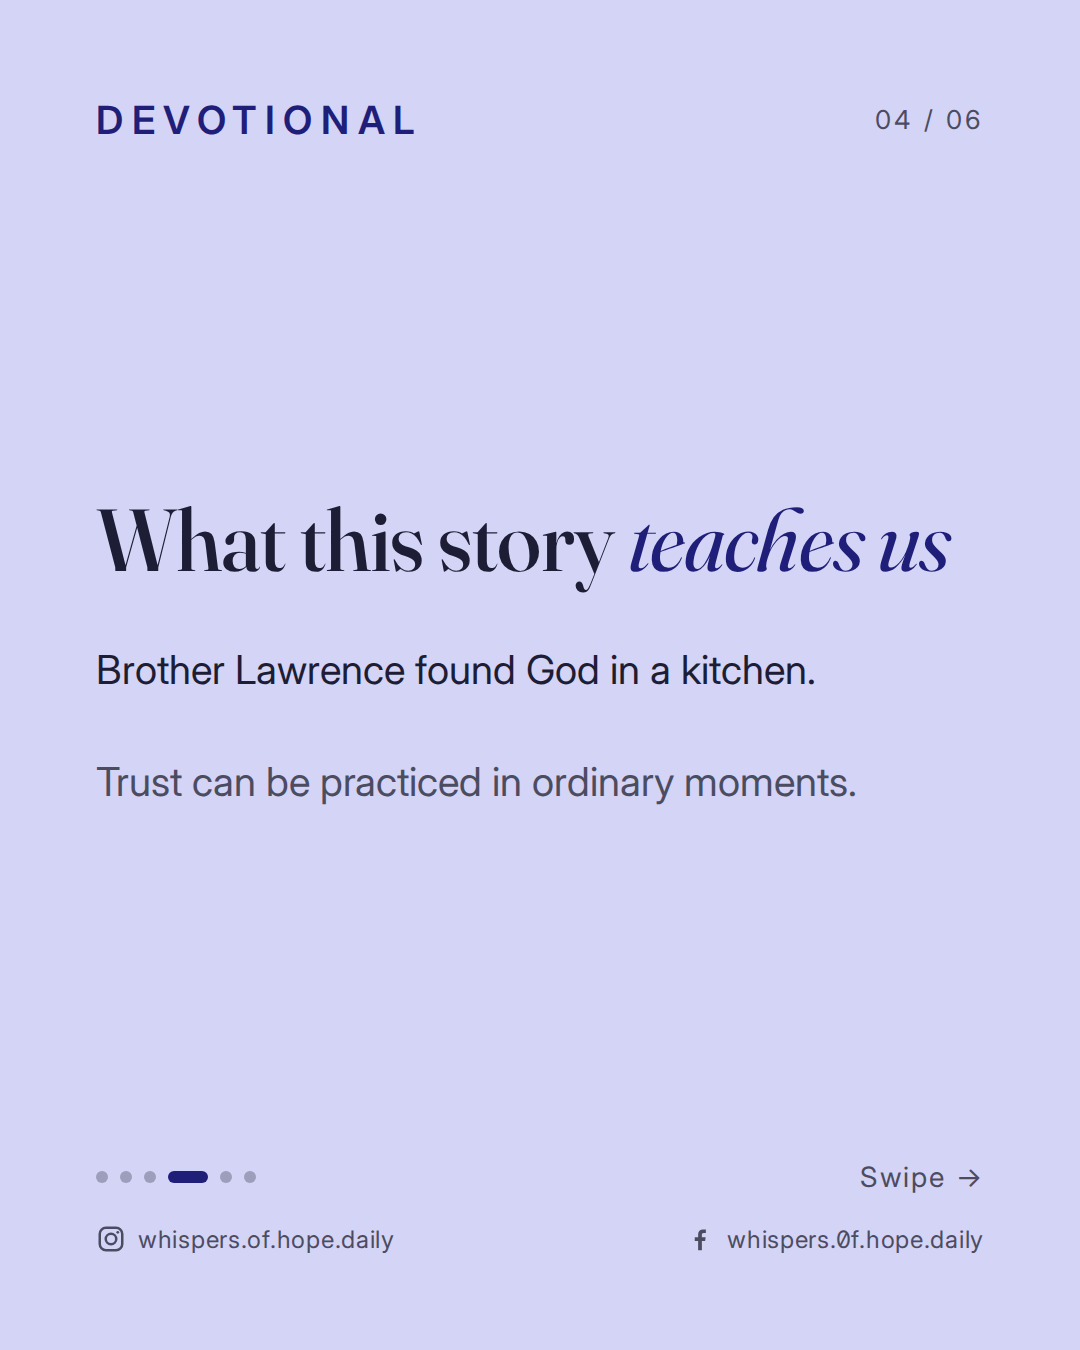 DEVOTIONAL
04 / 06
What this story teaches us
Brother Lawrence found God in a kitchen.
Trust can be practiced in ordinary moments.
Swipe →
whispers.of.hope.daily
whispers.0f.hope.daily